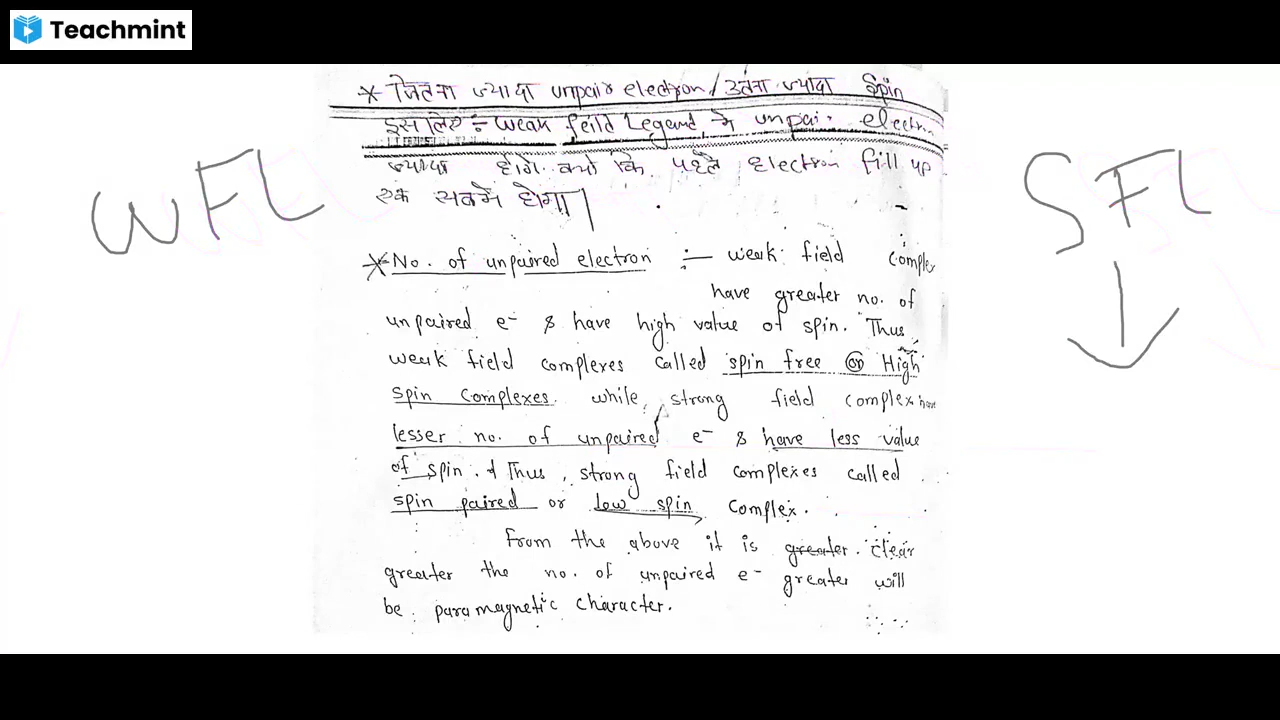 Teachmint
* जितना ज्यादा unpair electron / उतना ज्यादा Spin
इसलिए :- weak feild Legand में unpair electron
ज्यादा होंगे क्यों कि पहले electron fill up
एक सबमें होगा |
WFL
SFL
* No. of unpaired electron :- weak field complex
have greater no. of
unpaired e⁻ & have high value of spin. Thus,
weak field complexes called spin free or High
spin complexes. while, strong field complex have
lesser no. of unpaired e⁻ & have less value
of spin. & Thus, strong field complexes called
spin paired or low spin complex.
From the above it is greater. clear
greater the no. of unpaired e⁻ greater will
be paramagnetic character.